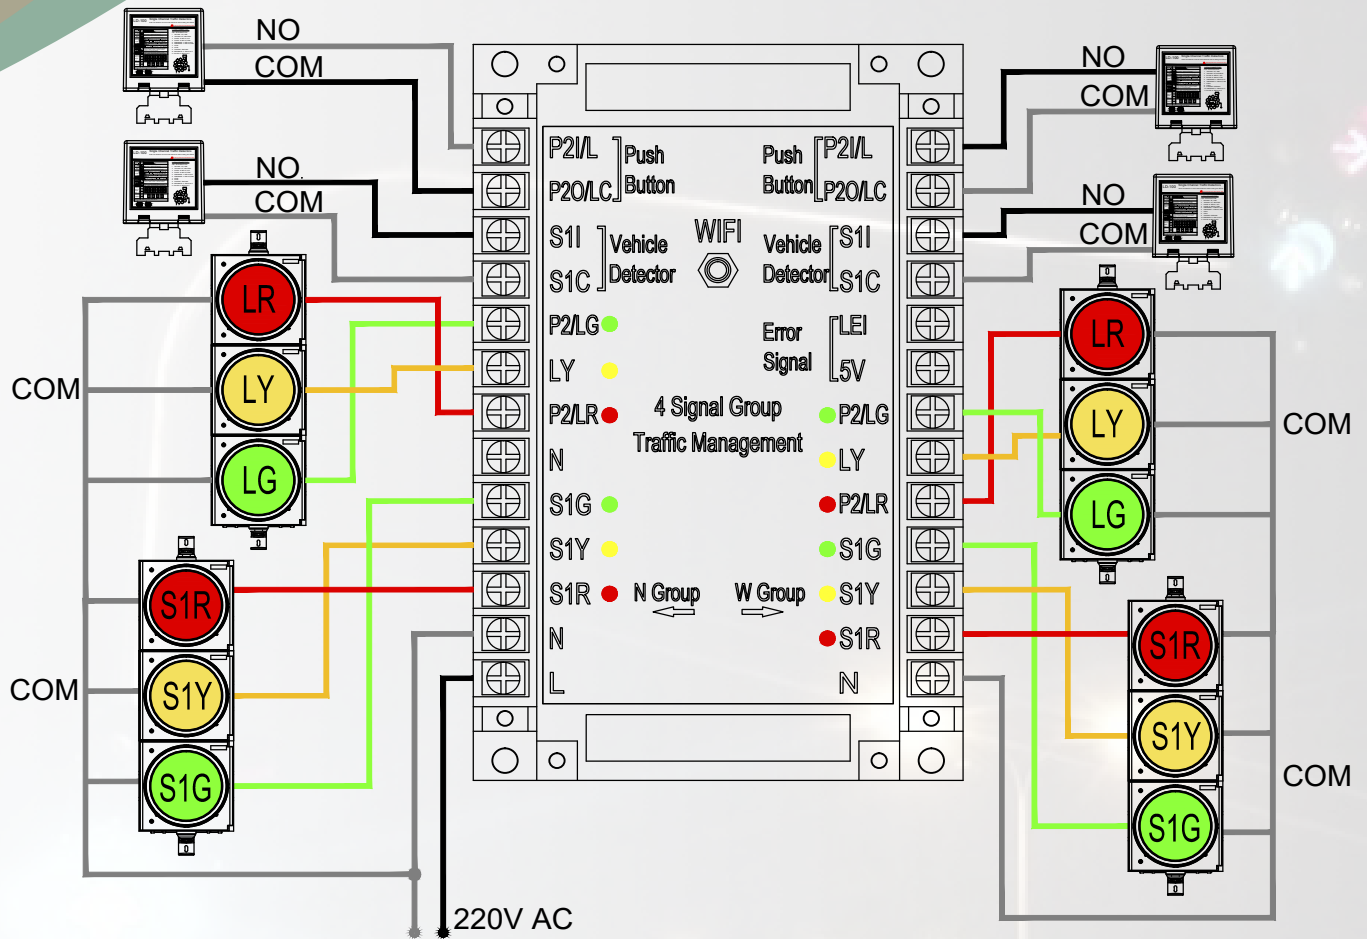 NO
COM
NO.
COM
NO
COM
NO
COM
P2I/L
P2O/LC
Push
Button
S1I
S1C
Vehicle
Detector
WIFI
Push
Button
P2I/L
P2O/LC
Vehicle
Detector
S1I
S1C
P2/LG
LY
P2/LR
N
S1G
S1Y
S1R
N
L
Error
Signal
LEI
5V
4 Signal Group
Traffic Management
P2/LG
LY
P2/LR
S1G
S1Y
S1R
N
N Group
W Group
LR
LY
LG
COM
S1R
S1Y
S1G
COM
LR
LY
LG
COM
S1R
S1Y
S1G
COM
220V AC